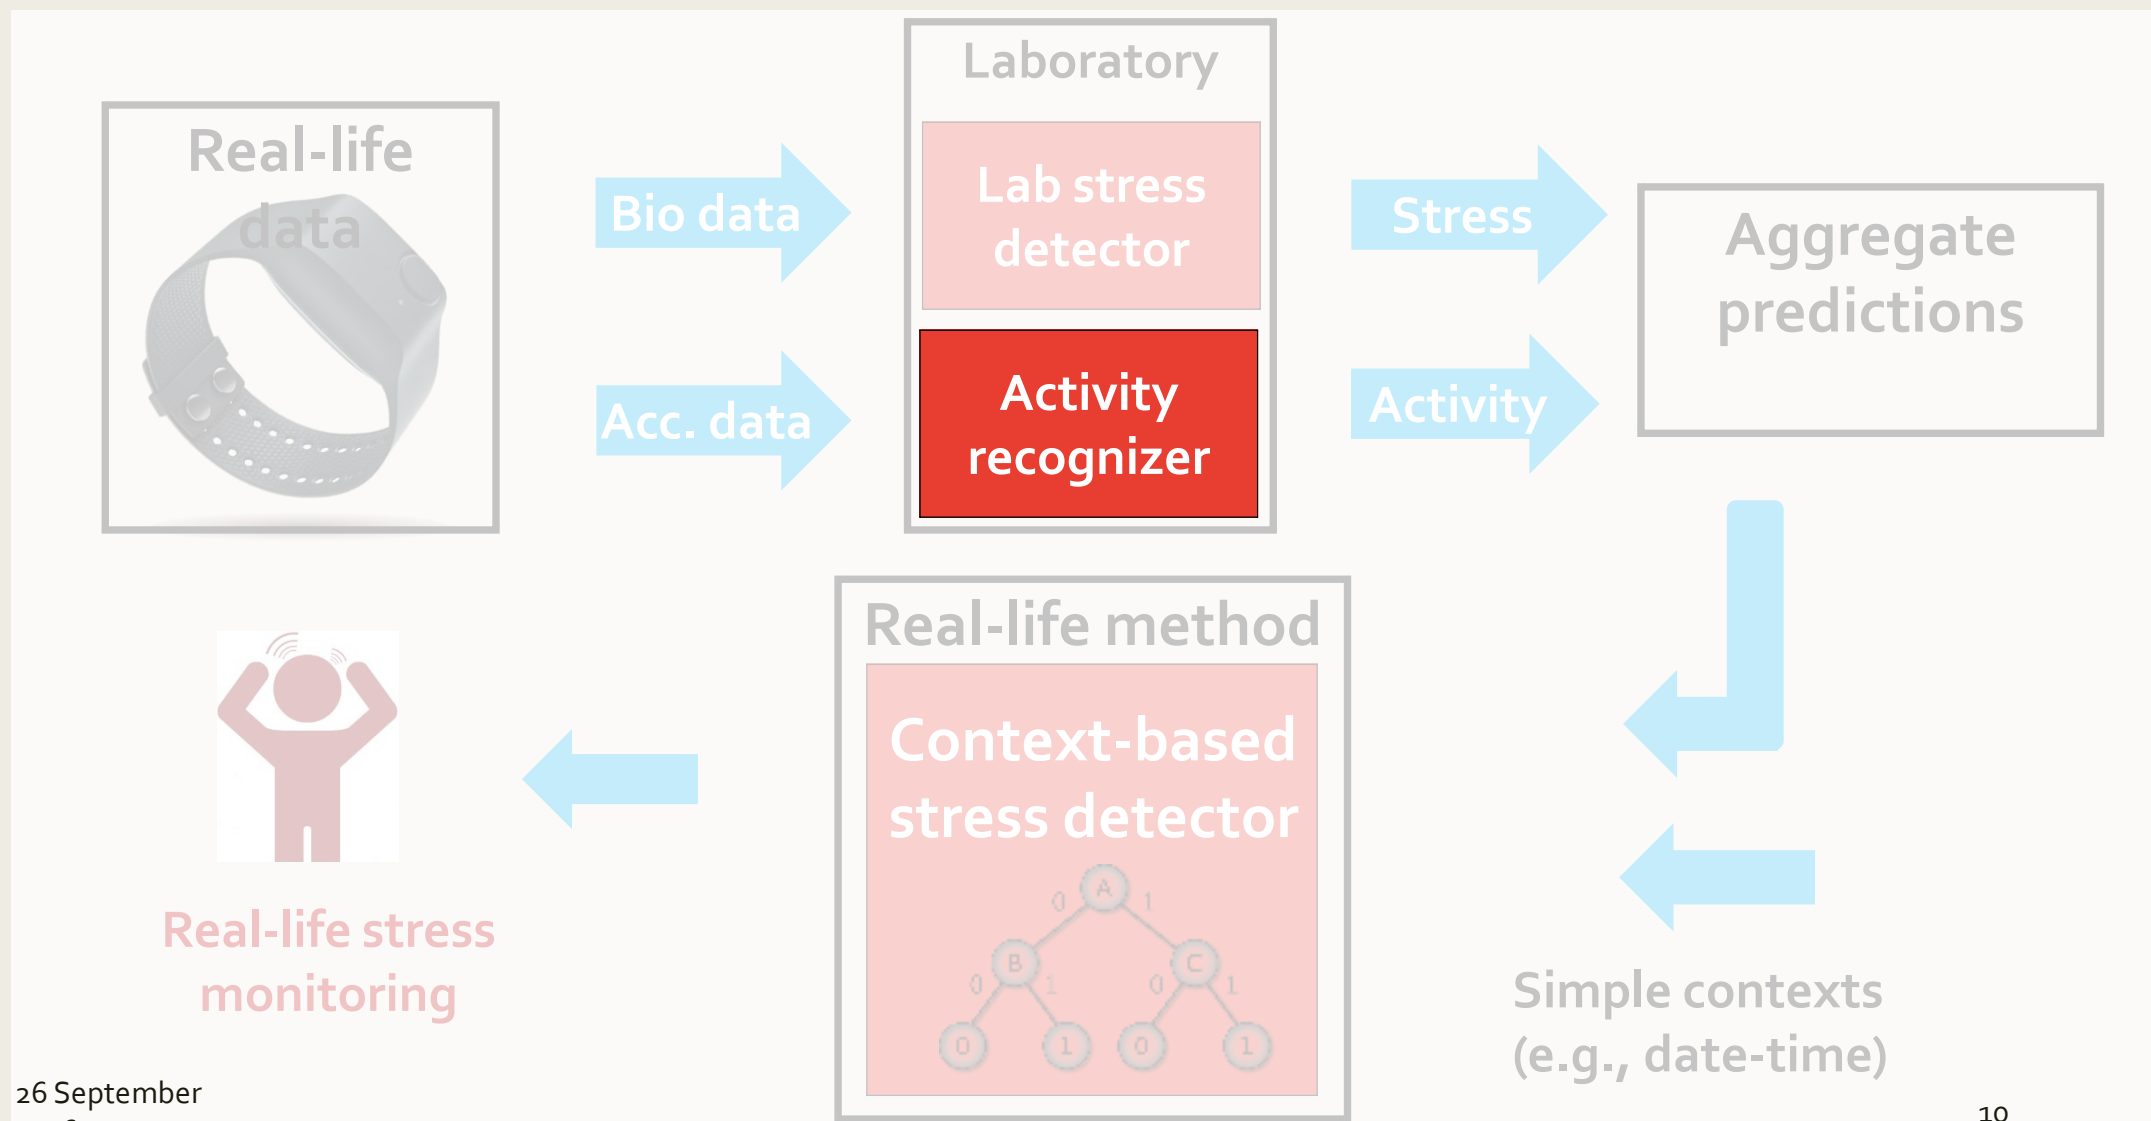 Laboratory
Real-life
data
Bio data
Lab stress
detector
Stress
Aggregate
predictions
Acc. data
Activity
recognizer
Activity
Real-life method
Context-based
stress detector
A
0 1
B C
0 1 0 1
0 1 0 1
Real-life stress
monitoring
Simple contexts
(e.g., date-time)
26 September
10